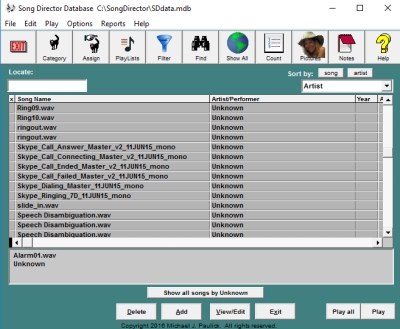 Song Director Database C:\SongDirector\SDdata.mdb
File Edit Play Options Reports Help
EXIT Category Assign PlayLists Filter Find Show All Count Pictures Notes Help
Locate: Sort by: song artist
Artist
x Song Name Artist/Performer Year A
Ring09.wav Unknown
Ring10.wav Unknown
ringout.wav Unknown
ringout.wav Unknown
Skype_Call_Answer_Master_v2_11JUN15_mono Unknown
Skype_Call_Connecting_Master_v2_11JUN15_mono Unknown
Skype_Call_Ended_Master_v2_11JUN15_mono Unknown
Skype_Call_Failed_Master_v2_11JUN15_mono Unknown
Skype_Dialing_Master_11JUN15_mono Unknown
Skype_Ringing_7D_11JUN15_mono Unknown
slide_in.wav Unknown
Speech Disambiguation.wav Unknown
Speech Disambiguation.wav Unknown
Speech Disambiguation.wav Unknown
Alarm01.wav
Unknown
Show all songs by Unknown
Delete Add View/Edit Exit Play all Play
Copyright 2016 Michael J. Paulick. All rights reserved.